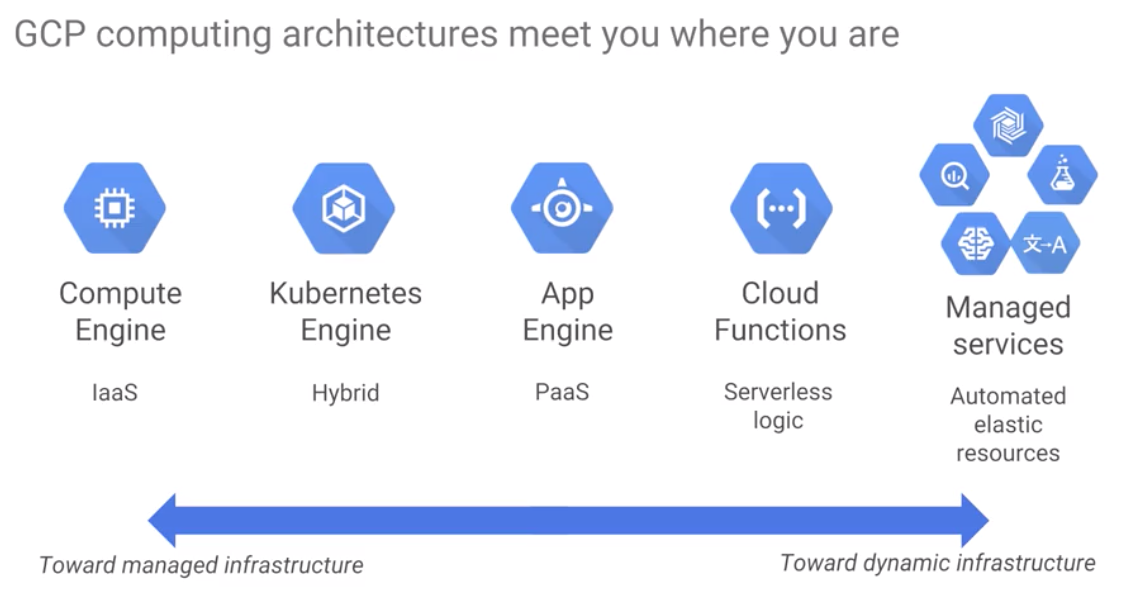 GCP computing architectures meet you where you are
Compute
Engine
IaaS
Kubernetes
Engine
Hybrid
App
Engine
PaaS
Cloud
Functions
Serverless
logic
文→A
Managed
services
Automated
elastic
resources
Toward managed infrastructure
Toward dynamic infrastructure